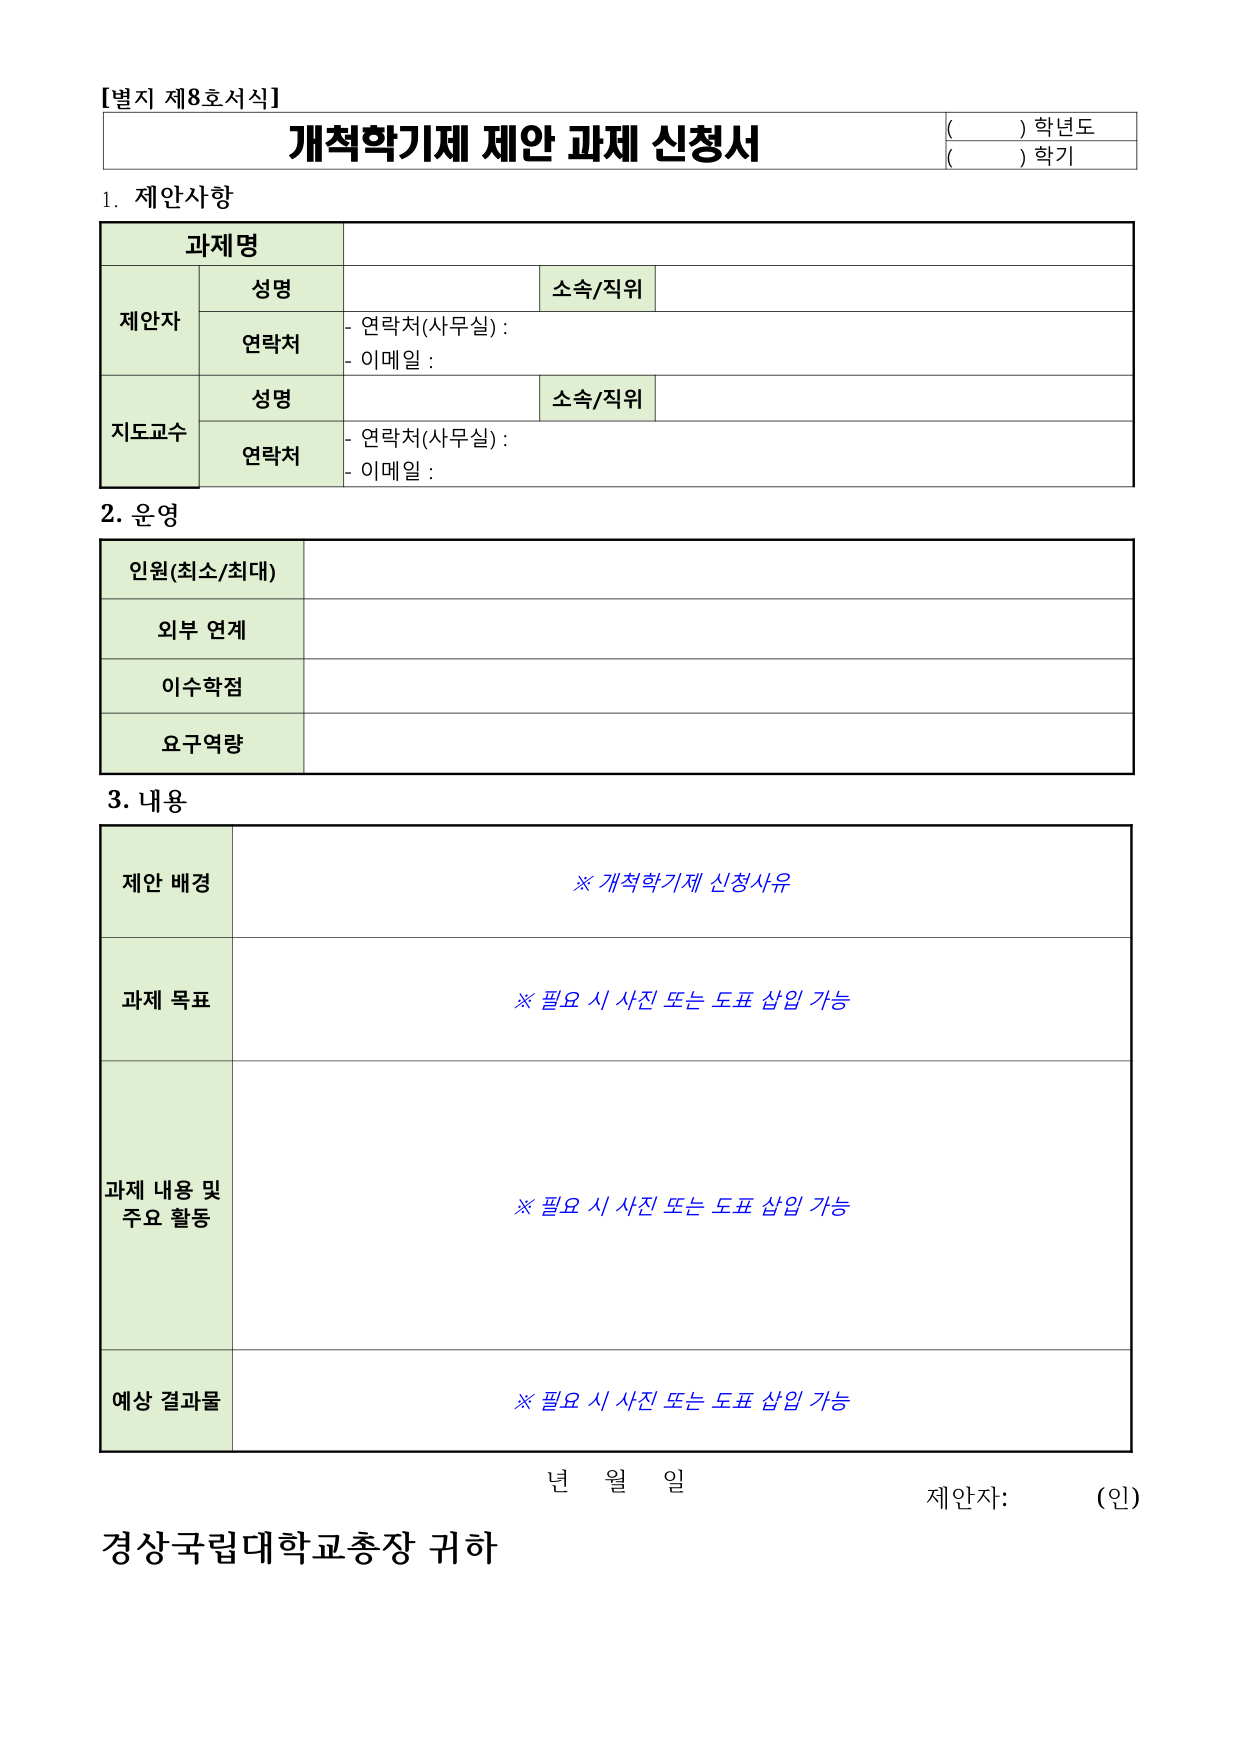 [별지 제8호서식]
개척학기제 제안 과제 신청서
( ) 학년도
( ) 학기
1. 제안사항
과제명
제안자
성명
소속/직위
연락처
- 연락처(사무실) :
- 이메일 :
지도교수
성명
소속/직위
연락처
- 연락처(사무실) :
- 이메일 :
2. 운영
인원(최소/최대)
외부 연계
이수학점
요구역량
3. 내용
제안 배경
※ 개척학기제 신청사유
과제 목표
※ 필요 시 사진 또는 도표 삽입 가능
과제 내용 및
주요 활동
※ 필요 시 사진 또는 도표 삽입 가능
예상 결과물
※ 필요 시 사진 또는 도표 삽입 가능
년 월 일
제안자: (인)
경상국립대학교총장 귀하